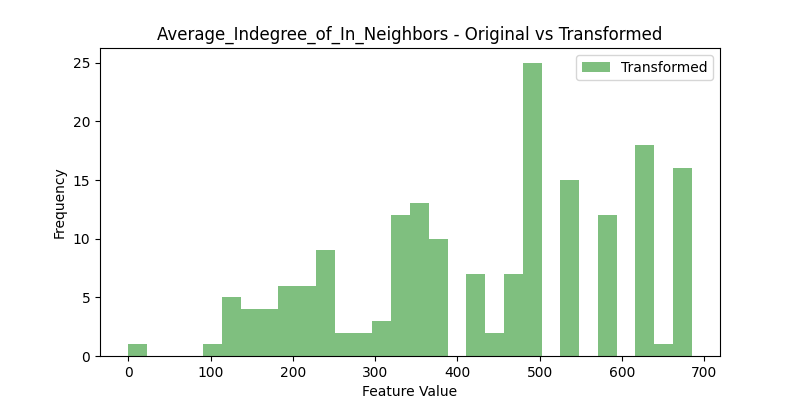 Average_Indegree_of_In_Neighbors - Original vs Transformed
Transformed
25
20
15
10
5
0
Frequency
0 100 200 300 400 500 600 700
Feature Value